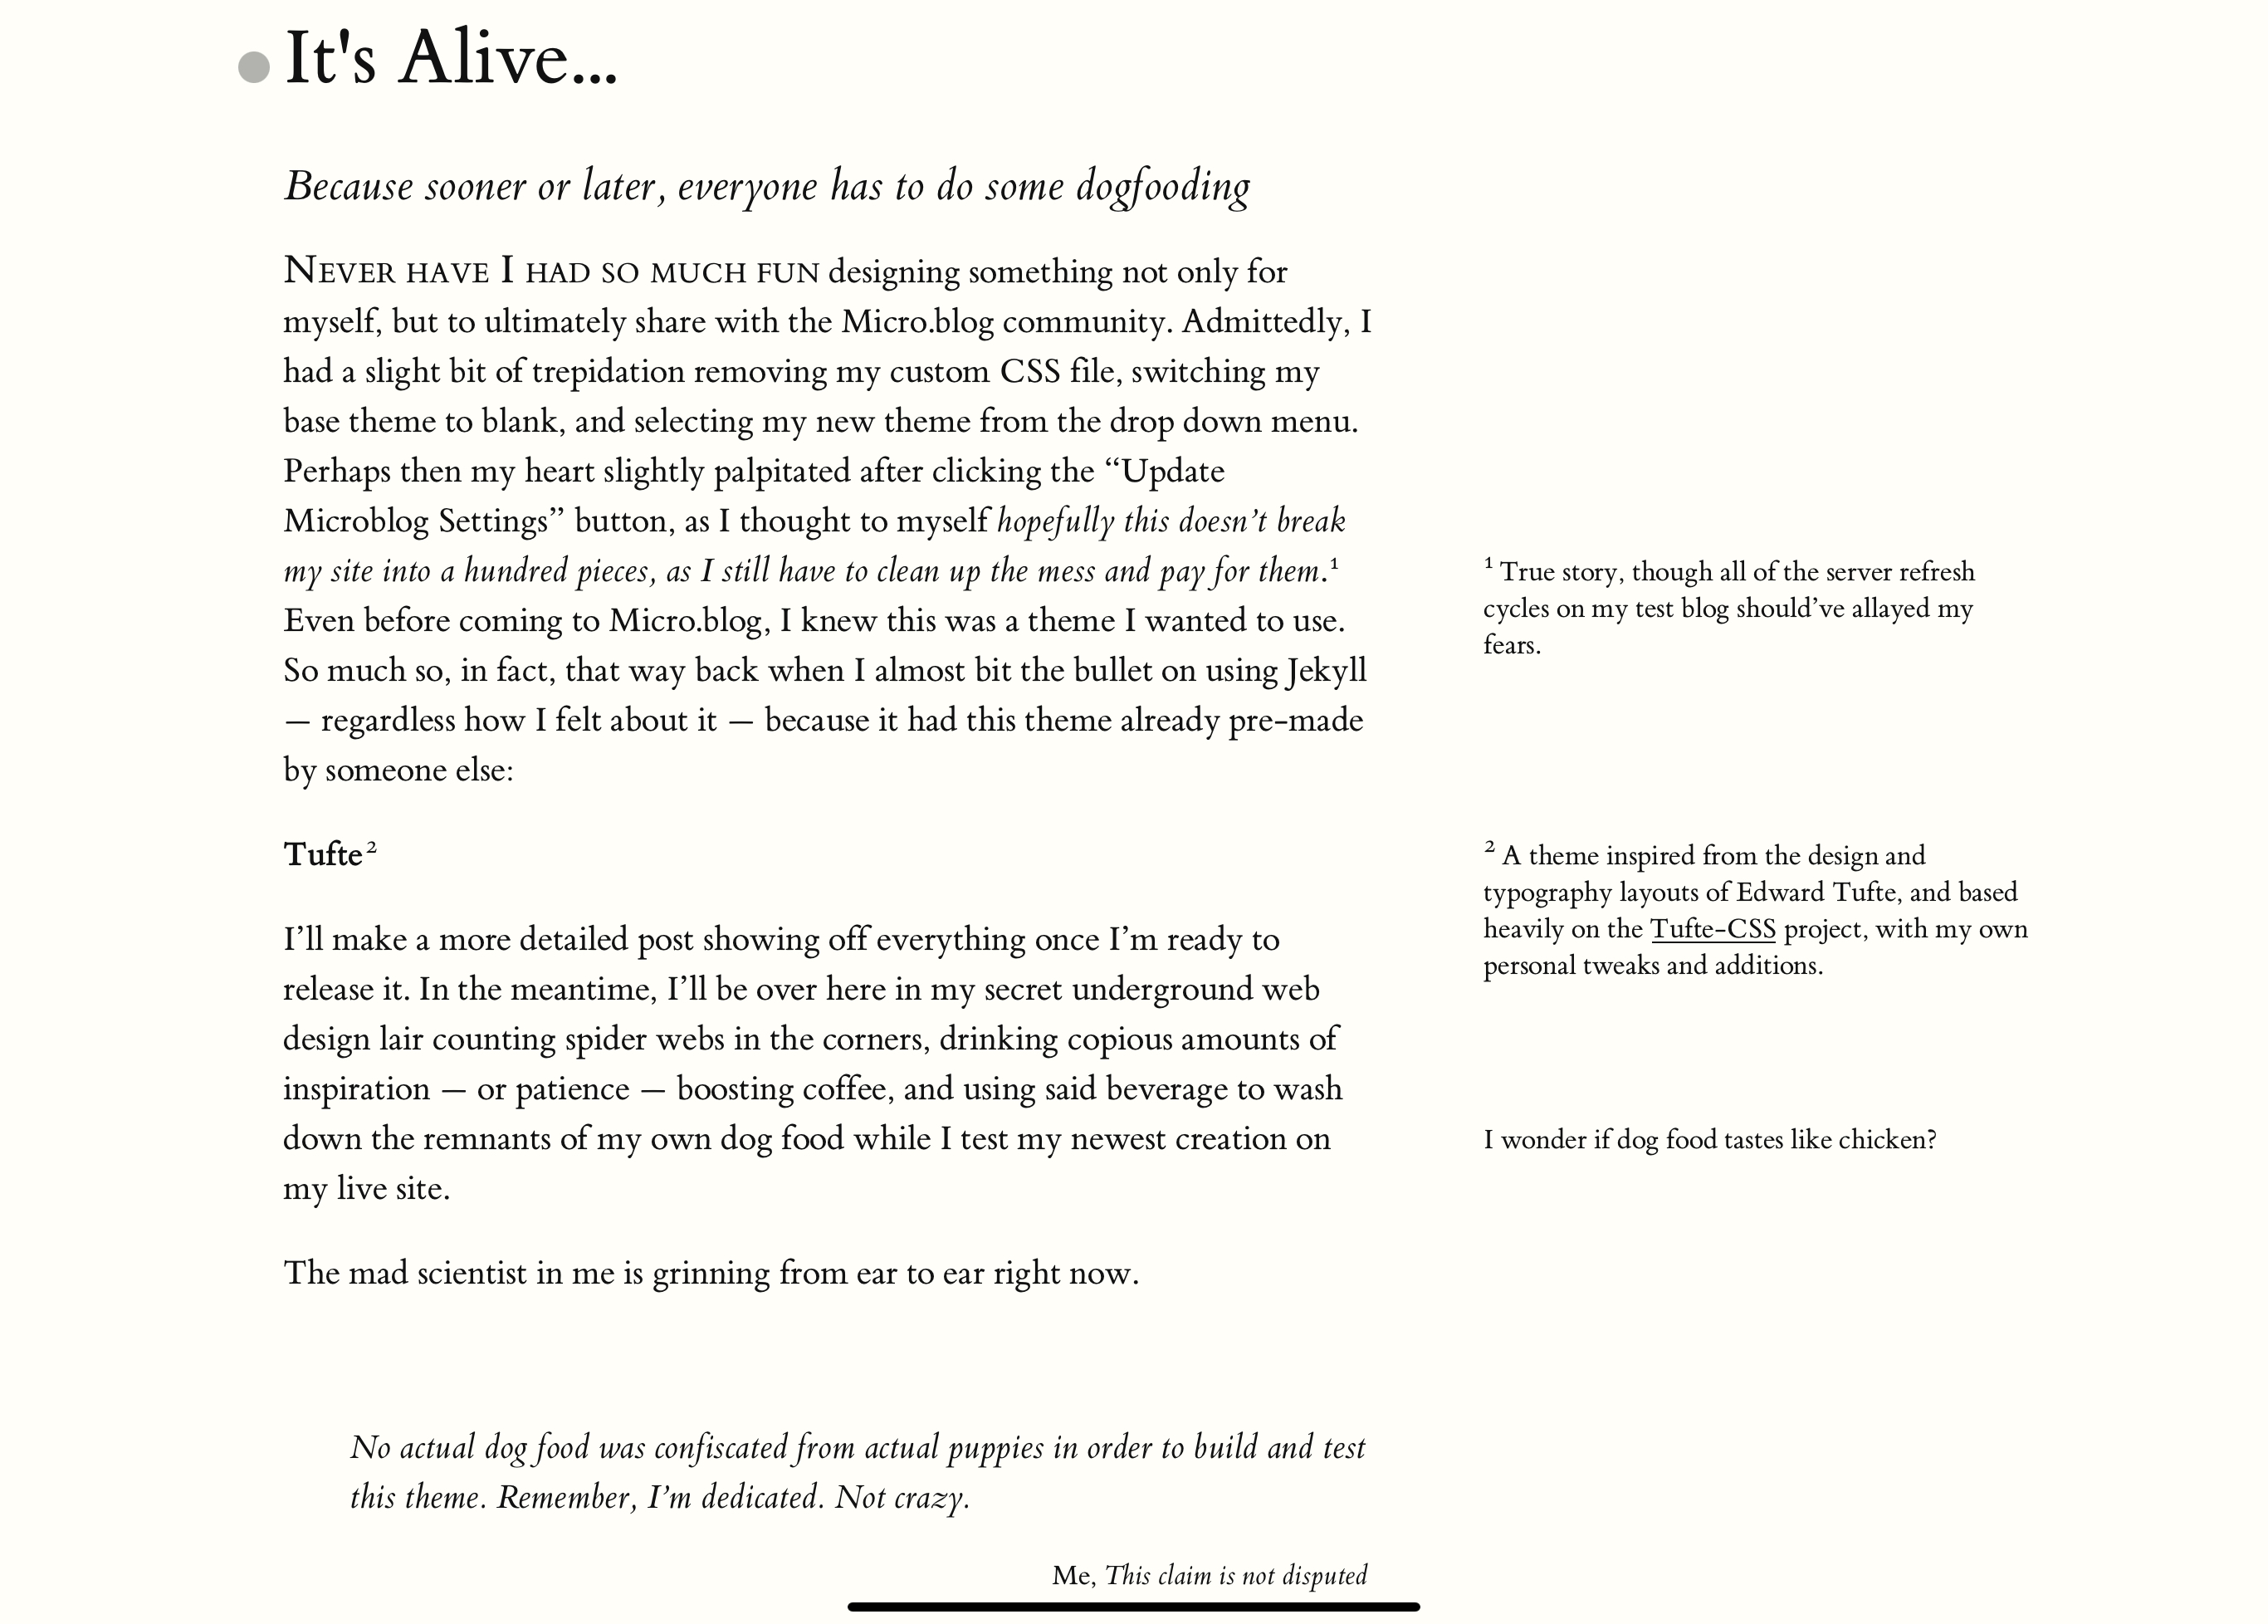 It's Alive...
Because sooner or later, everyone has to do some dogfooding
Never have I had so much fun designing something not only for
myself, but to ultimately share with the Micro.blog community. Admittedly, I
had a slight bit of trepidation removing my custom CSS file, switching my
base theme to blank, and selecting my new theme from the drop down menu.
Perhaps then my heart slightly palpitated after clicking the “Update
Microblog Settings” button, as I thought to myself hopefully this doesn’t break
my site into a hundred pieces, as I still have to clean up the mess and pay for them.¹
Even before coming to Micro.blog, I knew this was a theme I wanted to use.
So much so, in fact, that way back when I almost bit the bullet on using Jekyll
— regardless how I felt about it — because it had this theme already pre-made
by someone else:
¹ True story, though all of the server refresh
cycles on my test blog should’ve allayed my
fears.
Tufte²
² A theme inspired from the design and
typography layouts of Edward Tufte, and based
heavily on the Tufte-CSS project, with my own
personal tweaks and additions.
I’ll make a more detailed post showing off everything once I’m ready to
release it. In the meantime, I’ll be over here in my secret underground web
design lair counting spider webs in the corners, drinking copious amounts of
inspiration — or patience — boosting coffee, and using said beverage to wash
down the remnants of my own dog food while I test my newest creation on
my live site.
I wonder if dog food tastes like chicken?
The mad scientist in me is grinning from ear to ear right now.
No actual dog food was confiscated from actual puppies in order to build and test
this theme. Remember, I’m dedicated. Not crazy.
Me, This claim is not disputed